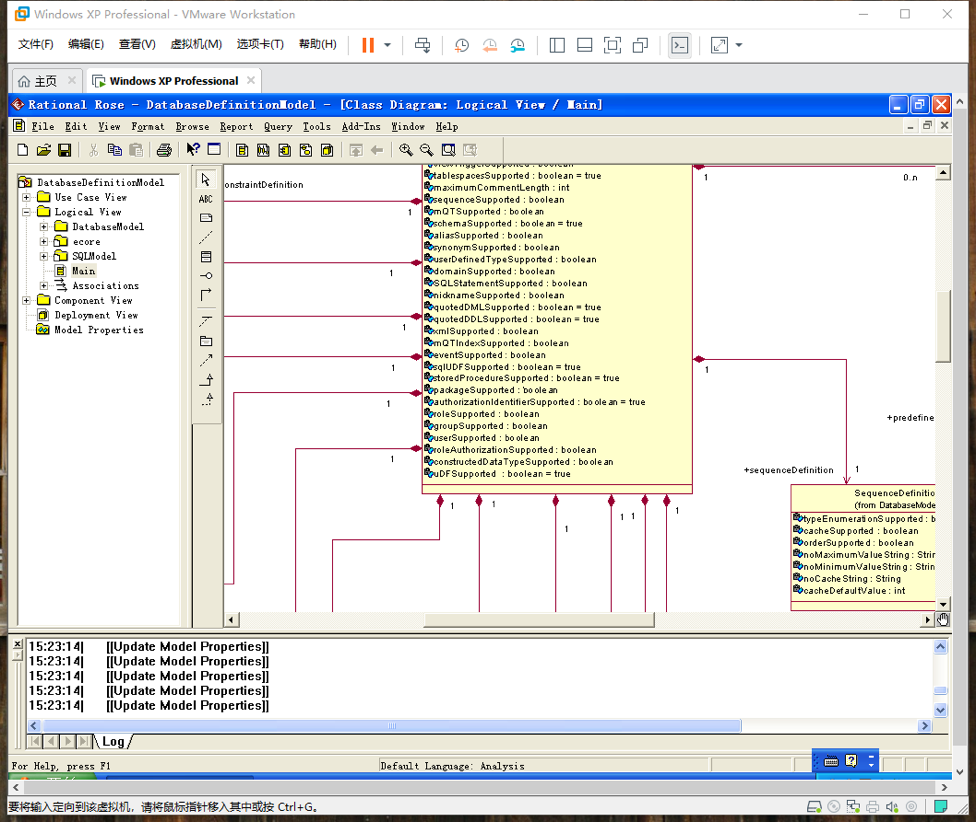 Windows XP Professional - VMware Workstation
文件(F) 编辑(E) 查看(V) 虚拟机(M) 选项卡(T) 帮助(H)
主页 Windows XP Professional
Rational Rose - DatabaseDefinitionModel - [Class Diagram: Logical View / Main]
File Edit View Format Browse Report Query Tools Add-Ins Window Help
DatabaseDefinitionModel
Use Case View
Logical View
DatabaseModel
ecore
SQLModel
Main
Associations
Component View
Deployment View
Model Properties
ABC
onstraintDefinition
1
1
1
1
1
1
tablespacesSupported : boolean = true
maximumCommentLength : int
sequenceSupported : boolean
mQTSupported : boolean
schemaSupported : boolean = true
aliasSupported : boolean
synonymSupported : boolean
userDefinedTypeSupported : boolean
domainSupported : boolean
SQLStatementSupported : boolean
nicknameSupported : boolean
quotedDMLSupported : boolean = true
quotedDDLSupported : boolean = true
xmlSupported : boolean
mQTIndexSupported : boolean
eventSupported : boolean
sqlUDFSupported : boolean = true
storedProcedureSupported : boolean = true
packageSupported : boolean
authorizationIdentifierSupported : boolean = true
roleSupported : boolean
groupSupported : boolean
userSupported : boolean
roleAuthorizationSupported : boolean
constructedDataTypeSupported : boolean
uDFSupported : boolean = true
1 1 1 1 1 1
1 0..n
1
+predefine
+sequenceDefinition 1
SequenceDefinitio
(from DatabaseMode
typeEnumerationSupported : b
cacheSupported : boolean
orderSupported : boolean
noMaximumValueString : Strin
noMinimumValueString : Strin
noCacheString : String
cacheDefaultValue : int
15:23:14| [[Update Model Properties]]
15:23:14| [[Update Model Properties]]
15:23:14| [[Update Model Properties]]
15:23:14| [[Update Model Properties]]
15:23:14| [[Update Model Properties]]
Log
For Help, press F1 Default Language: Analysis
要将输入定向到该虚拟机，请将鼠标指针移入其中或按 Ctrl+G。